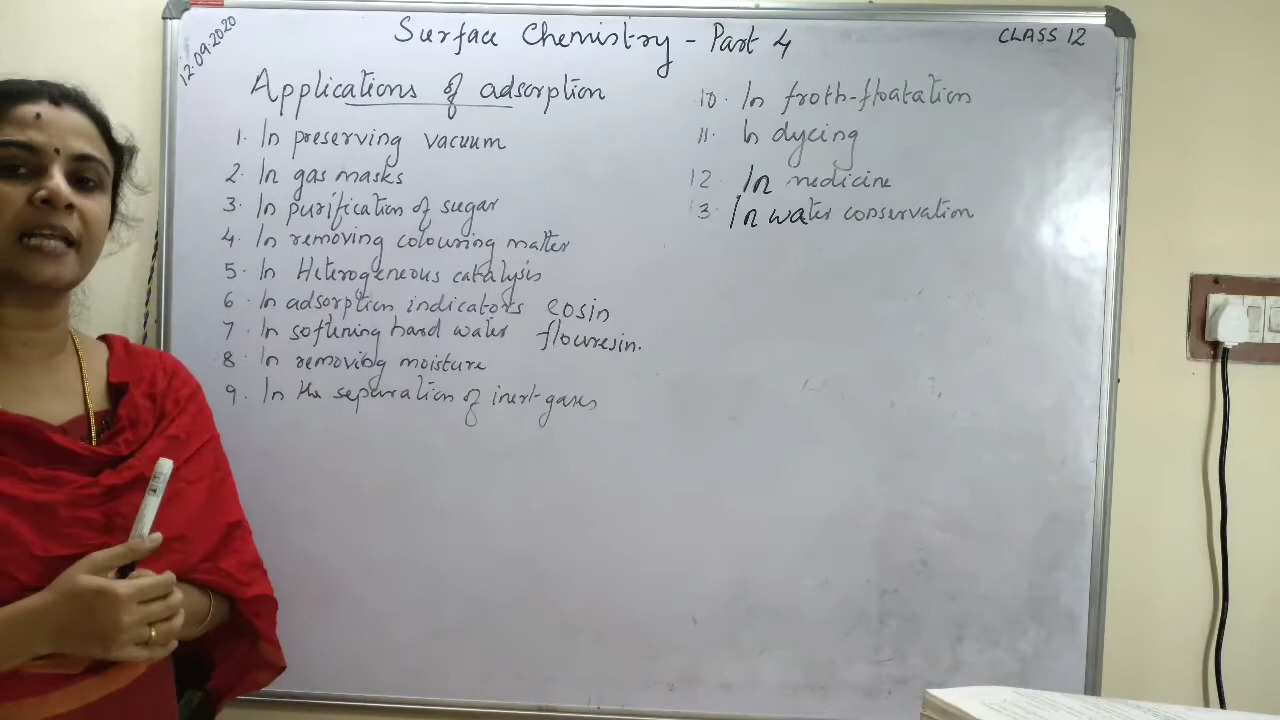 12.09.2020
Surface Chemistry - Part 4
CLASS 12
Applications of adsorption
1. In preserving vacuum
2. In gas masks
3. In purification of sugar
4. In removing colouring matter
5. In Heterogeneous catalysis
6. In adsorption indicators eosin
7. In softening hard water flouresin.
8. In removing moisture
9. In the separation of inert gases
10. In froth-floatation
11. In dyeing
12. In medicine
13. In water conservation